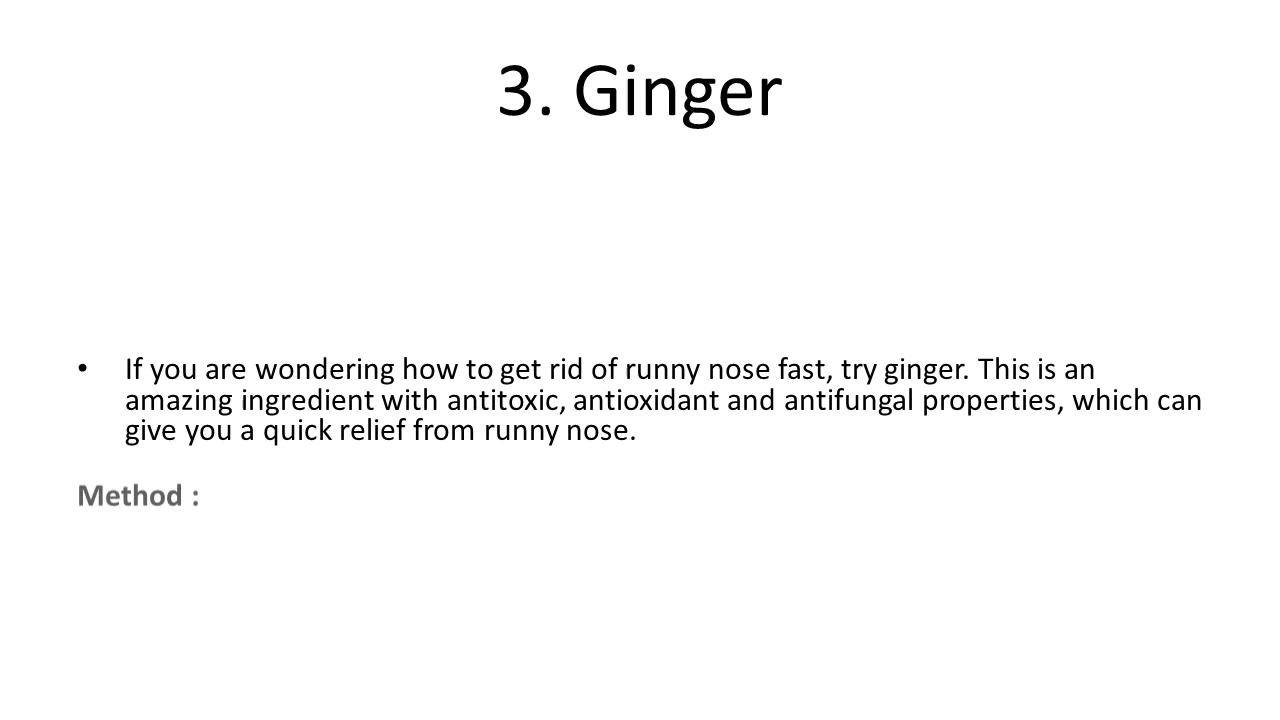 3. Ginger
• If you are wondering how to get rid of runny nose fast, try ginger. This is an
amazing ingredient with antitoxic, antioxidant and antifungal properties, which can
give you a quick relief from runny nose.
Method :